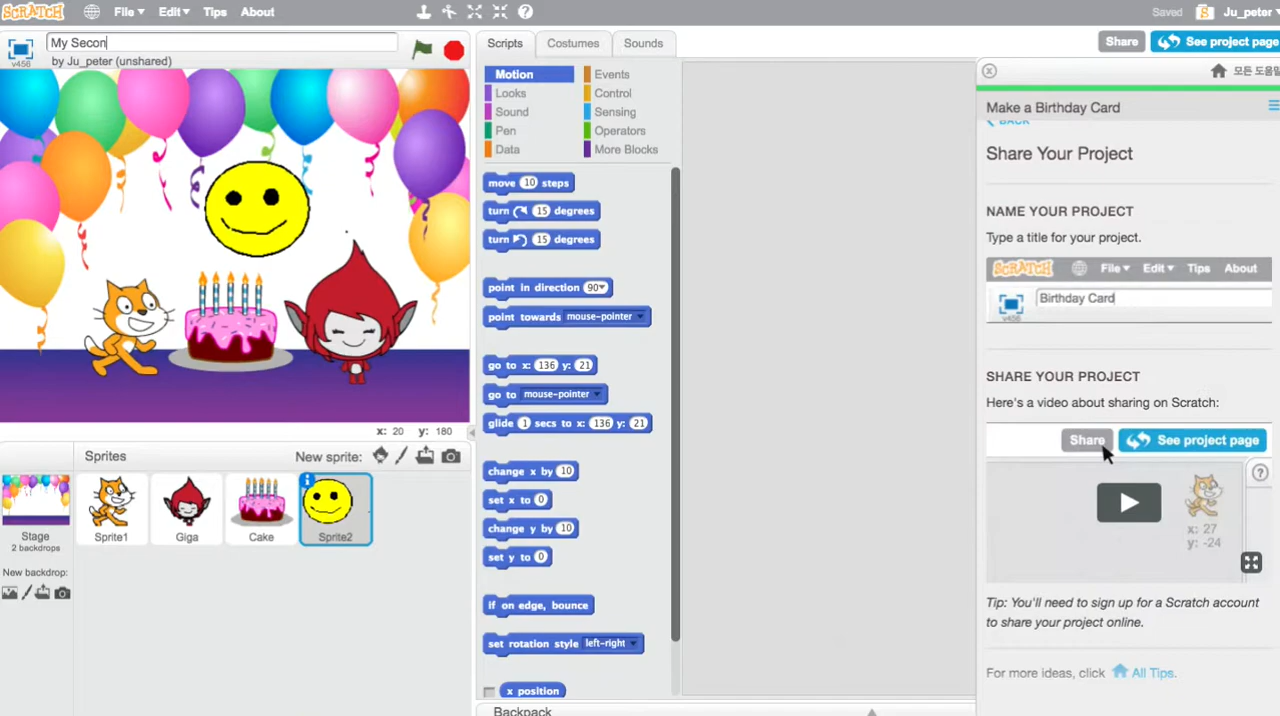 SCRATCH File Edit Tips About Saved Ju_peter
My Secon
by Ju_peter (unshared)
v456
Scripts Costumes Sounds
Share See project page
Motion Events
Looks Control
Sound Sensing
Pen Operators
Data More Blocks
move 10 steps
turn 15 degrees
turn 15 degrees
point in direction 90
point towards mouse-pointer
go to x: 136 y: 21
go to mouse-pointer
glide 1 secs to x: 136 y: 21
change x by 10
set x to 0
change y by 10
set y to 0
if on edge, bounce
set rotation style left-right
x position
Backpack
x: 20 y: 180
Sprites New sprite:
Stage
2 backdrops
New backdrop:
Sprite1 Giga Cake Sprite2
모든 도움말
Make a Birthday Card
BACK
Share Your Project
NAME YOUR PROJECT
Type a title for your project.
SCRATCH File Edit Tips About
Birthday Card
v456
SHARE YOUR PROJECT
Here's a video about sharing on Scratch:
Share See project page
x: 27
y: -24
Tip: You'll need to sign up for a Scratch account
to share your project online.
For more ideas, click All Tips.